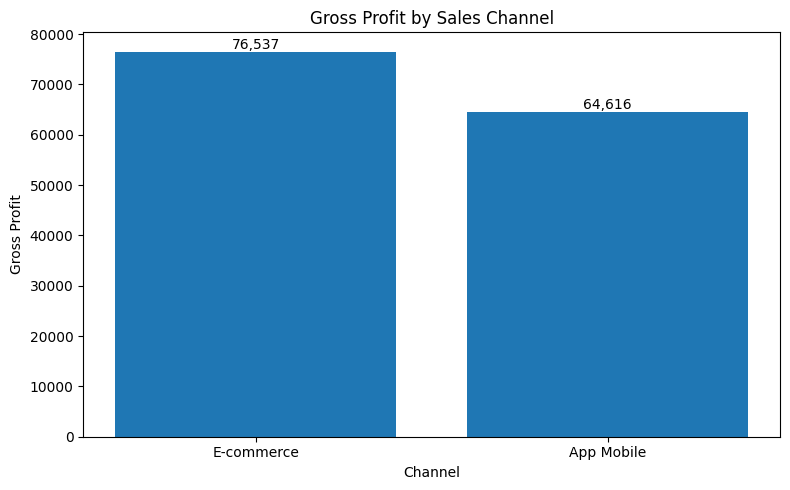 Gross Profit by Sales Channel
80000
70000
60000
50000
40000
30000
20000
10000
0
Gross Profit
76,537
64,616
E-commerce
App Mobile
Channel